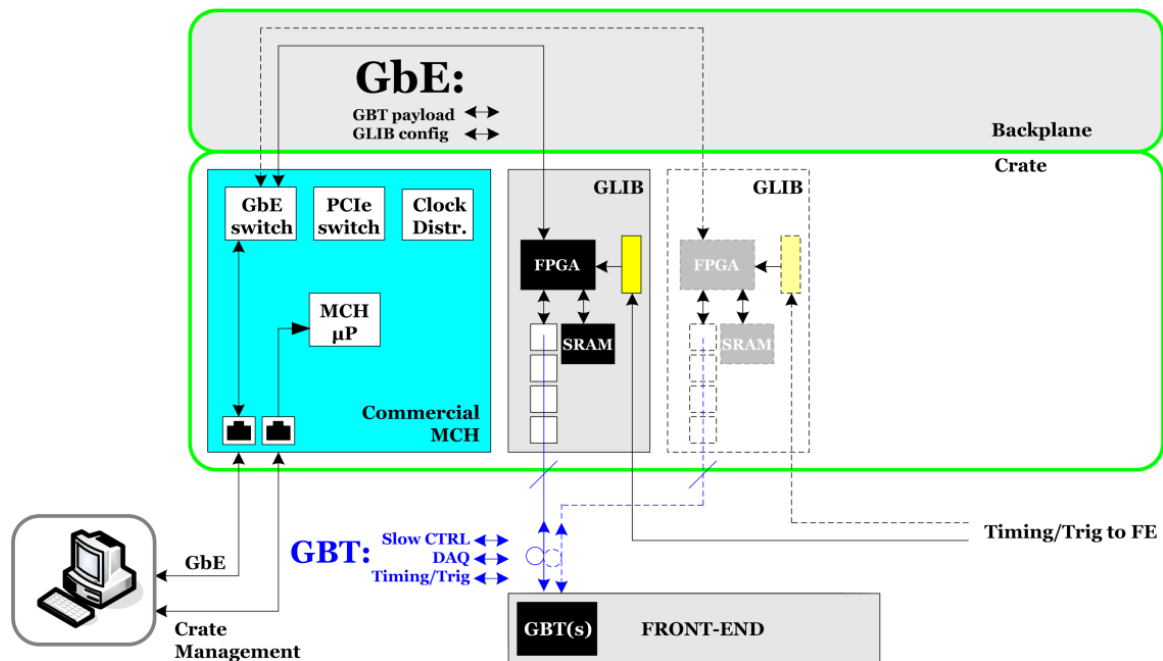 GbE:
GBT payload
GLIB config
Backplane
Crate
GbE
switch
PCIe
switch
Clock
Distr.
MCH
µP
Commercial
MCH
GLIB
FPGA
SRAM
GLIB
FPGA
SRAM
GBT:
Slow CTRL
DAQ
Timing/Trig
Timing/Trig to FE
GbE
Crate
Management
GBT(s)
FRONT-END